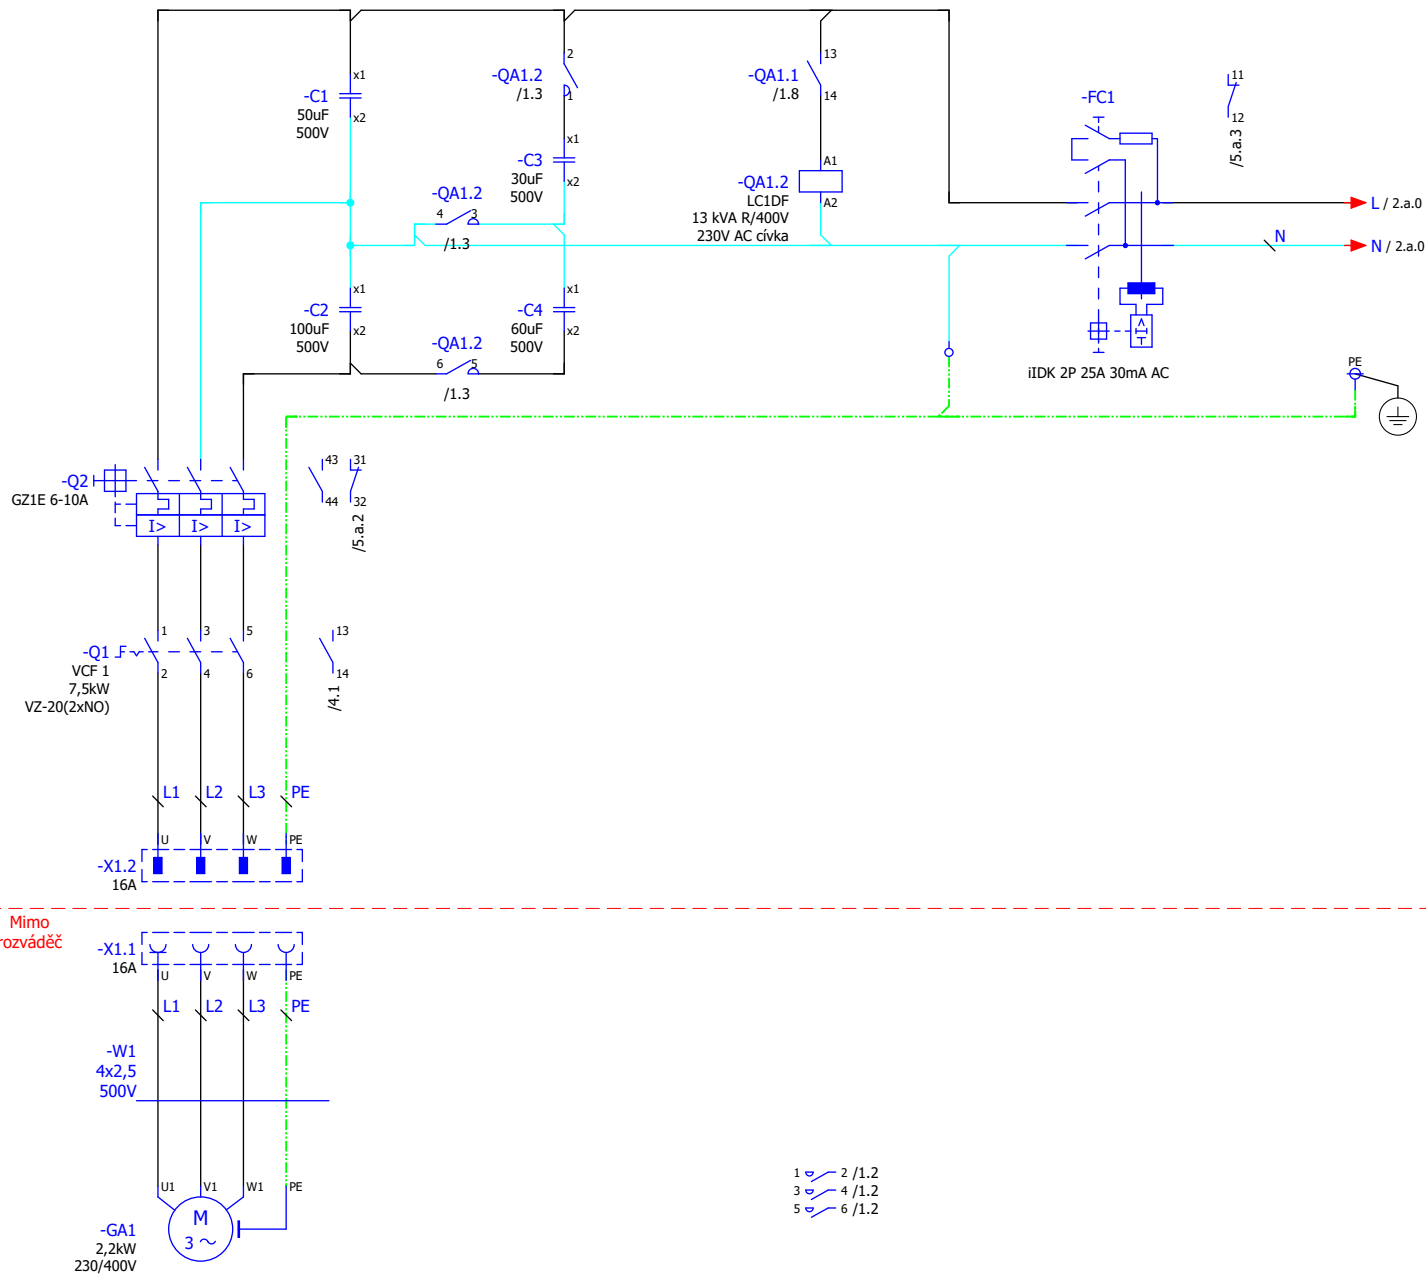 -C1
50uF
500V
x1
x2
-QA1.2
/1.3
2
1
-C3
30uF
500V
x1
x2
-QA1.2
4 3
/1.3
-C2
100uF
500V
x1
x2
-C4
60uF
500V
x1
x2
-QA1.2
6 5
/1.3
-QA1.1
/1.8
13
14
-QA1.2
LC1DF
13 kVA R/400V
230V AC cívka
A1
A2
-FC1
iIDK 2P 25A 30mA AC
11
12
/5.a.3
L / 2.a.0
N
N / 2.a.0
PE
-Q2
GZ1E 6-10A
I> I> I>
43
44
31
32
/5.a.2
-Q1
VCF 1
7,5kW
VZ-20(2xNO)
1 3 5
2 4 6
13
14
/4.1
L1 L2 L3 PE
U V W PE
-X1.2
16A
Mimo
rozváděč
-X1.1
16A
U V W PE
L1 L2 L3 PE
-W1
4x2,5
500V
U1 V1 W1 PE
M
3 ~
-GA1
2,2kW
230/400V
1 2 /1.2
3 4 /1.2
5 6 /1.2